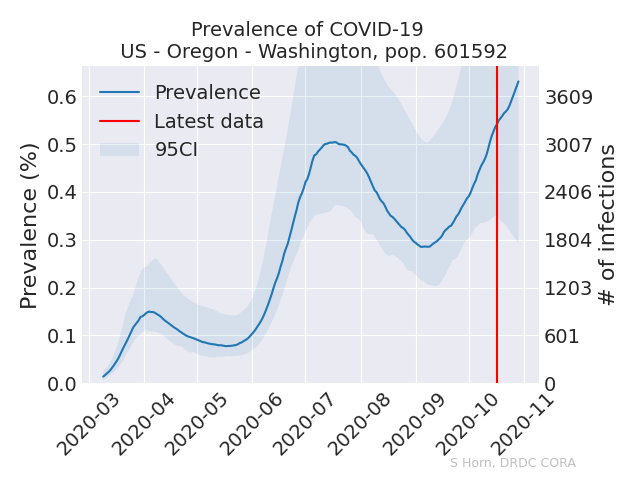 Prevalence of COVID-19
US - Oregon - Washington, pop. 601592
Prevalence (%)
0.6
0.5
0.4
0.3
0.2
0.1
0.0
Prevalence
Latest data
95CI
3609
3007
2406
1804
1203
601
0
# of infections
2020-03
2020-04
2020-05
2020-06
2020-07
2020-08
2020-09
2020-10
2020-11
S Horn, DRDC CORA